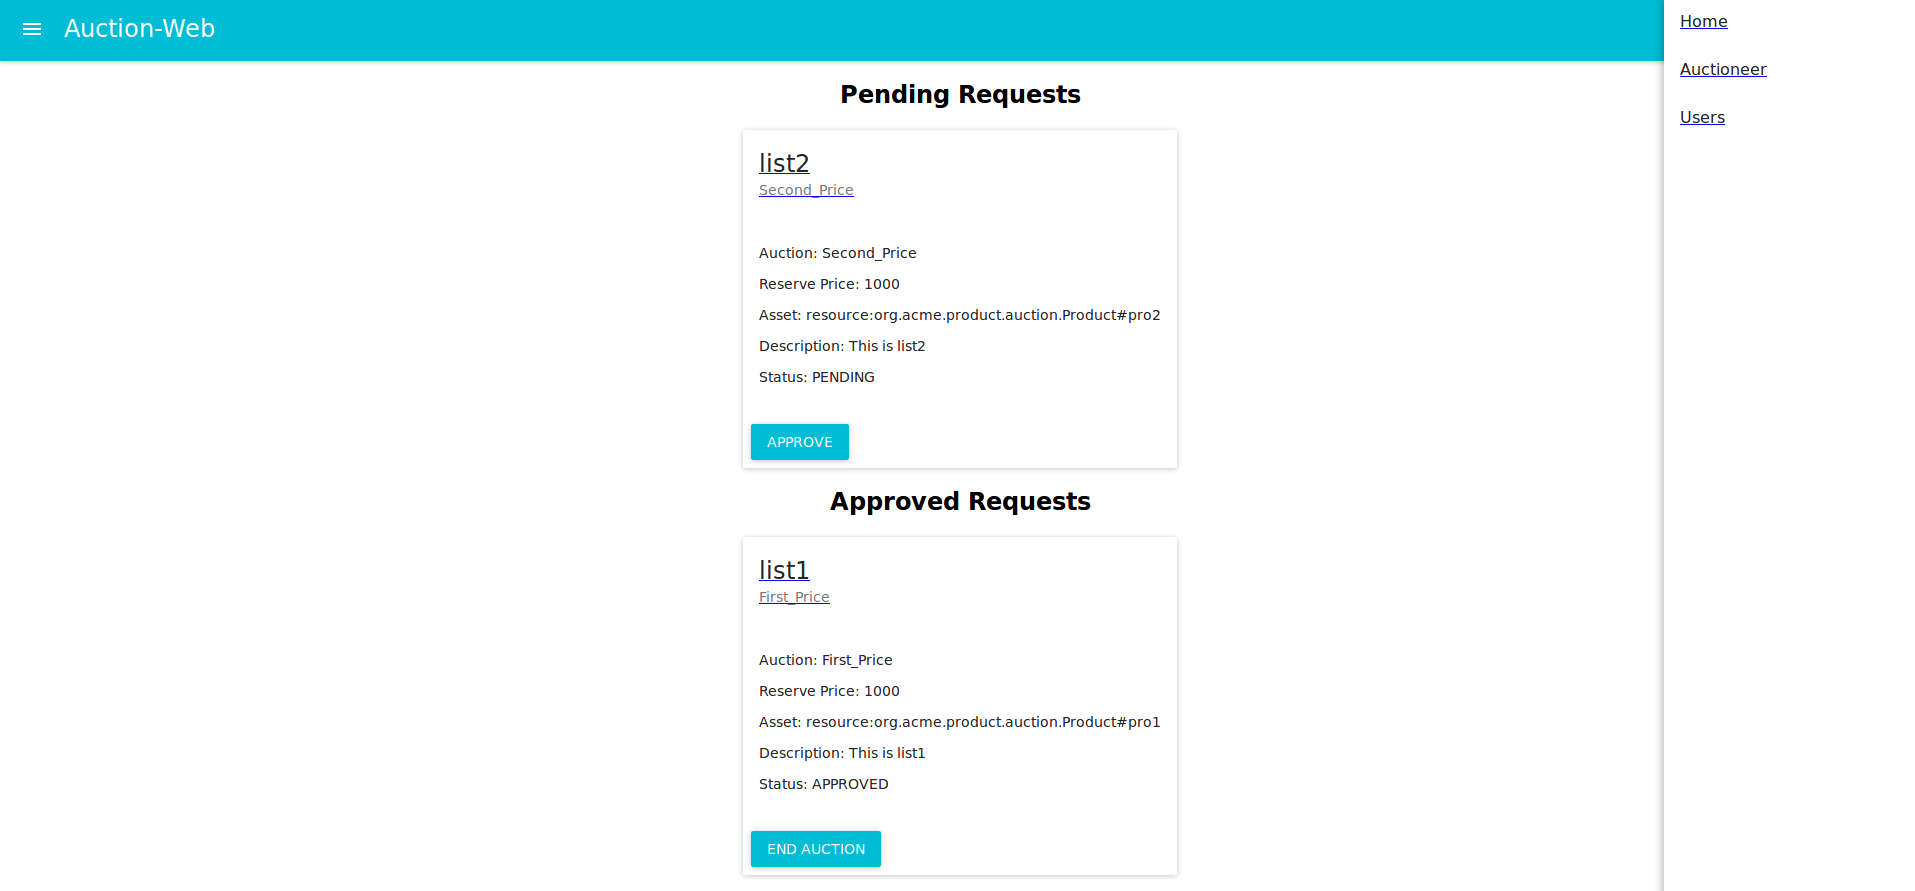 Auction-Web
Home
Auctioneer
Users
Pending Requests
list2
Second_Price
Auction: Second_Price
Reserve Price: 1000
Asset: resource:org.acme.product.auction.Product#pro2
Description: This is list2
Status: PENDING
APPROVE
Approved Requests
list1
First_Price
Auction: First_Price
Reserve Price: 1000
Asset: resource:org.acme.product.auction.Product#pro1
Description: This is list1
Status: APPROVED
END AUCTION